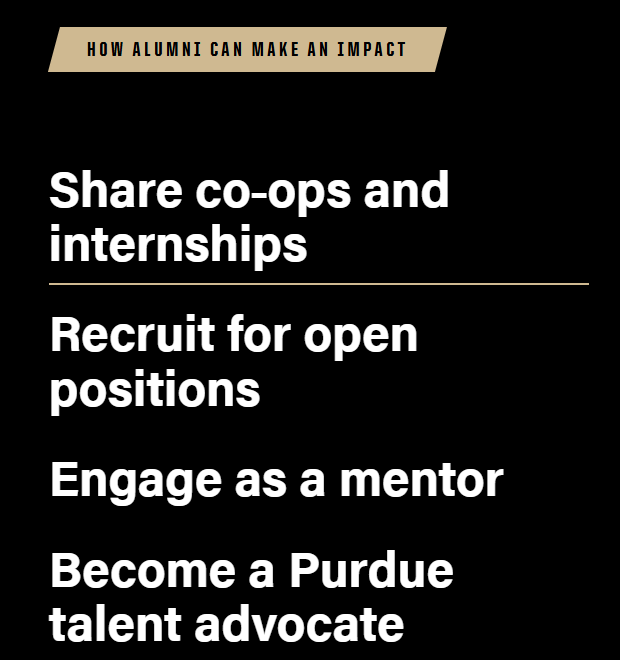 HOW ALUMNI CAN MAKE AN IMPACT
Share co-ops and
internships
Recruit for open
positions
Engage as a mentor
Become a Purdue
talent advocate